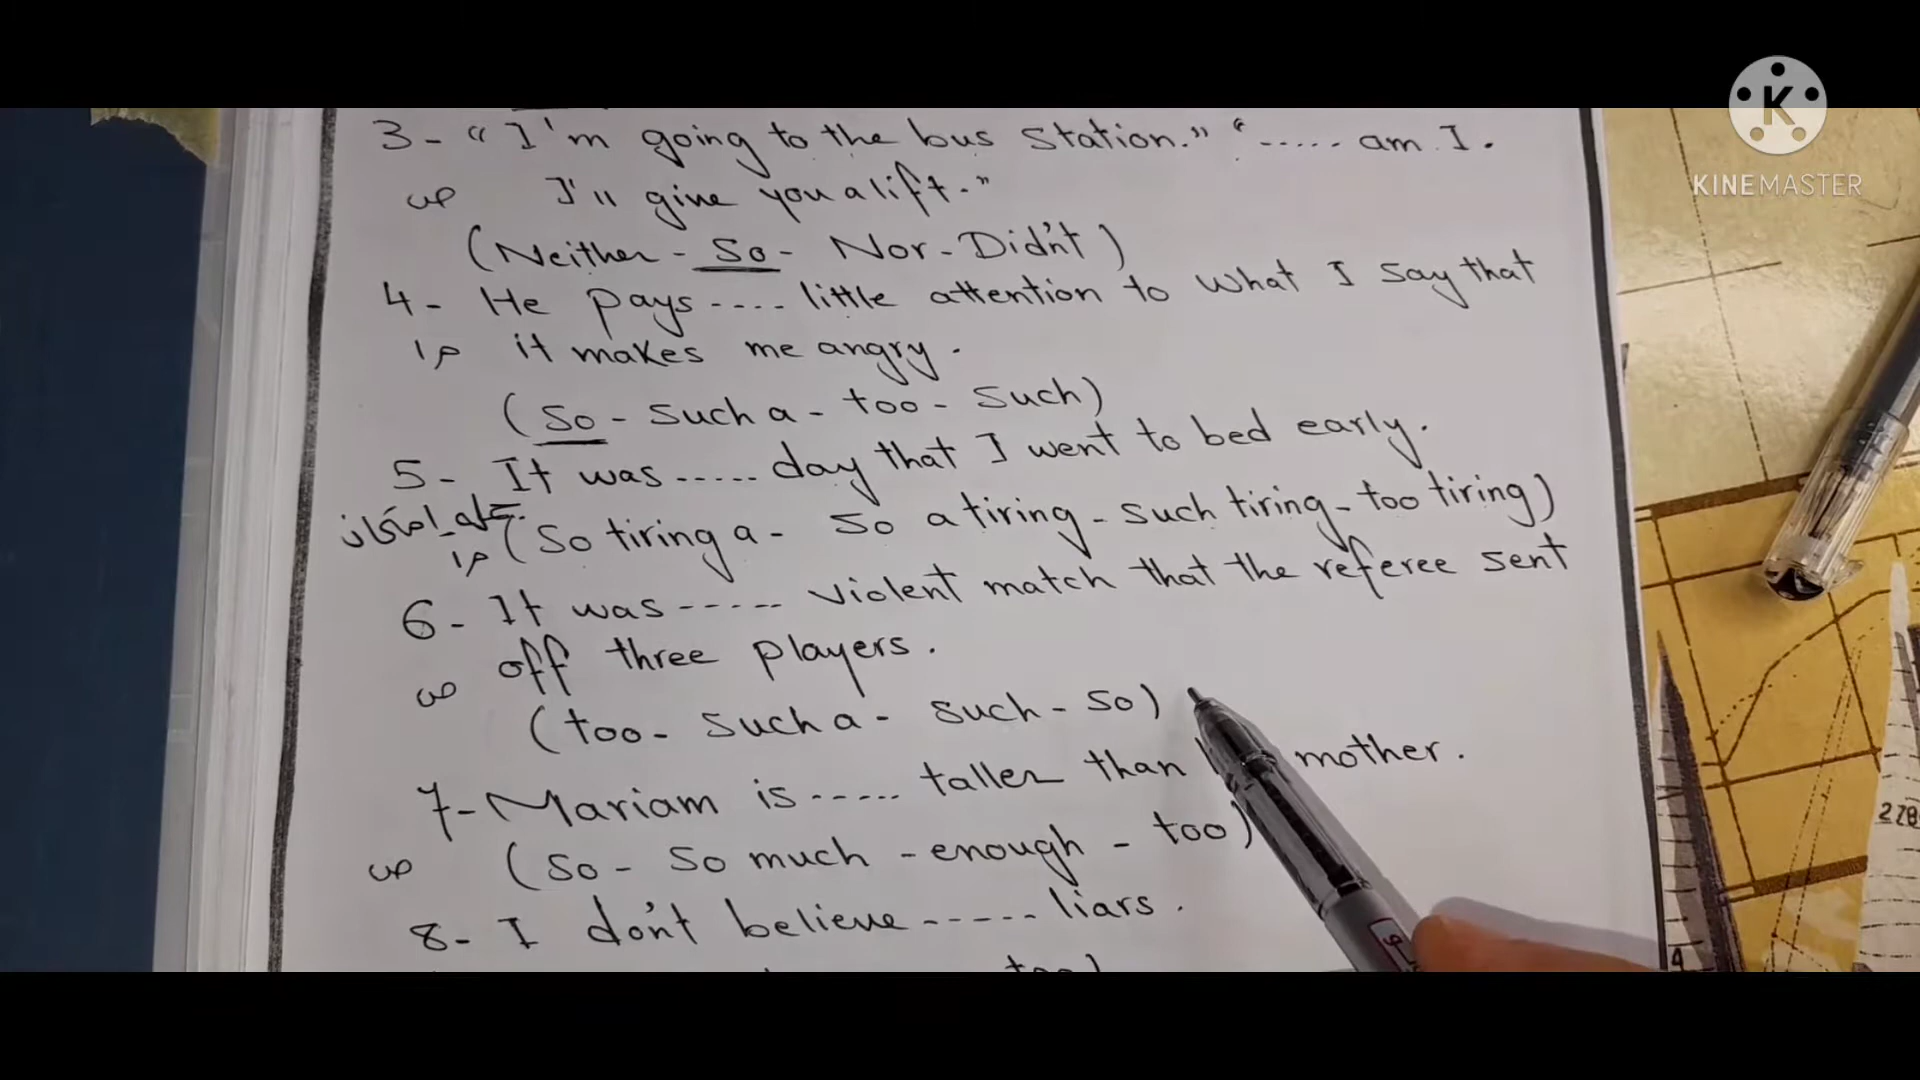 3- "I'm going to the bus station." "..... am I.
ص I'll give you a lift."
(Neither - So - Nor - Didn't)
4- He pays .... little attention to what I say that
it makes me angry.
(So - such a - too - such)
5- It was ..... day that I went to bed early.
(So tiring a - so a tiring - such tiring - too tiring)
6- It was ..... violent match that the referee sent
off three players.
ص (too - such a - such - so)
7- Mariam is ..... taller than mother.
ص (so - so much - enough - too)
8- I don't believe ..... liars.
too)
K
KINEMASTER
278
4